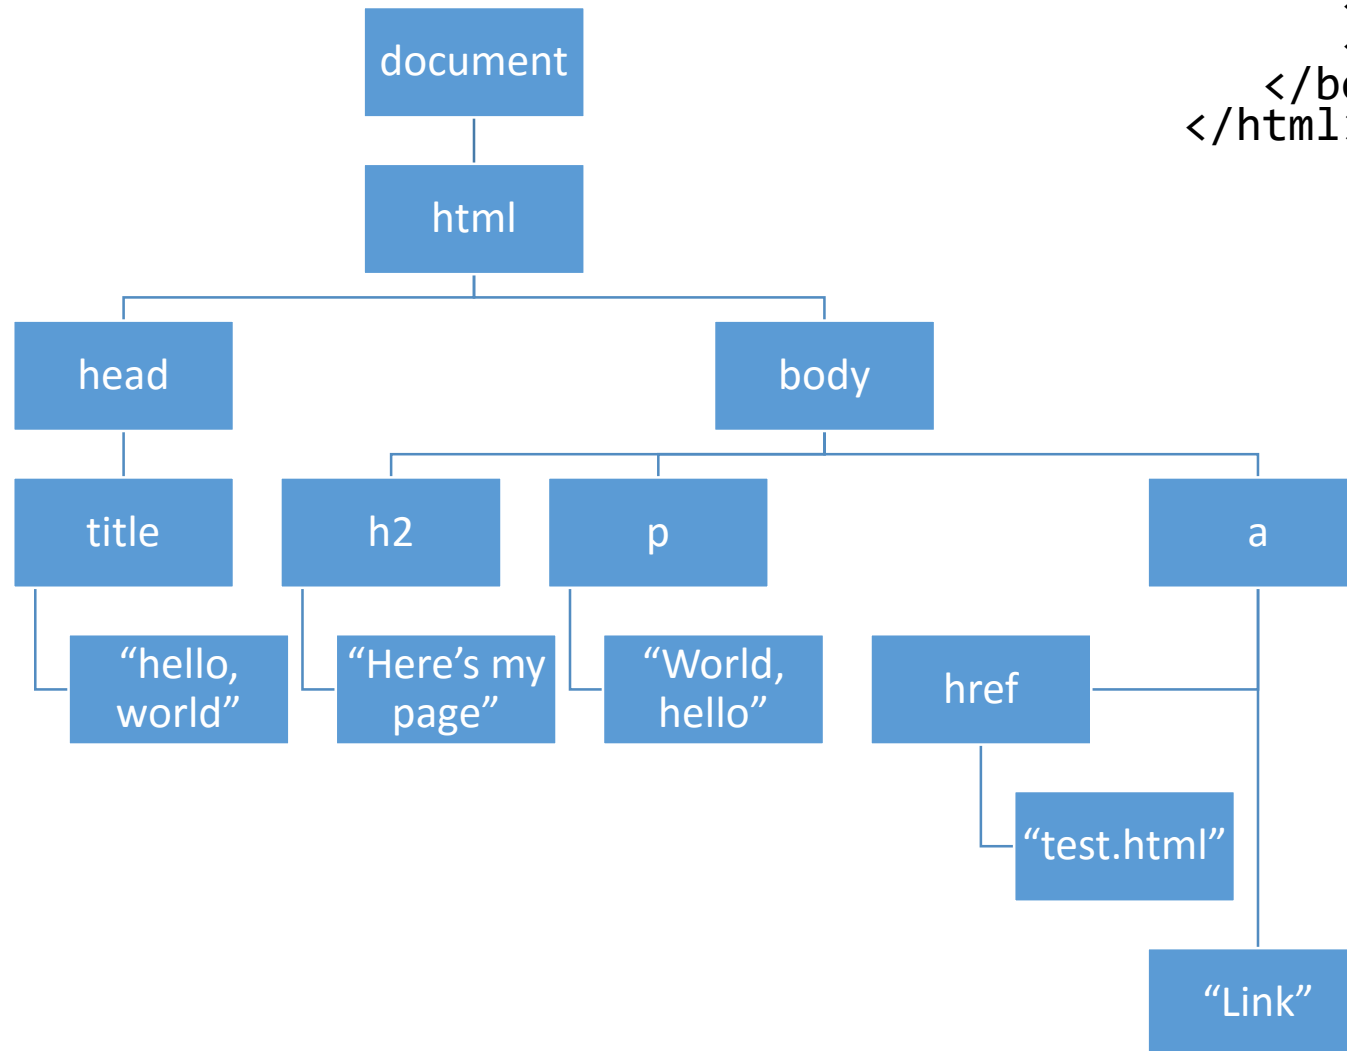 document
</html>
html
head
body
title
h2
p
a
“hello,
world”
“Here’s my
page”
“World,
hello”
href
“test.html”
“Link”